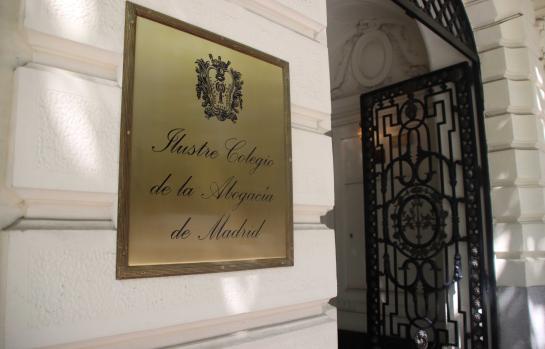 Ilustre Colegio
de la Abogacía
de Madrid